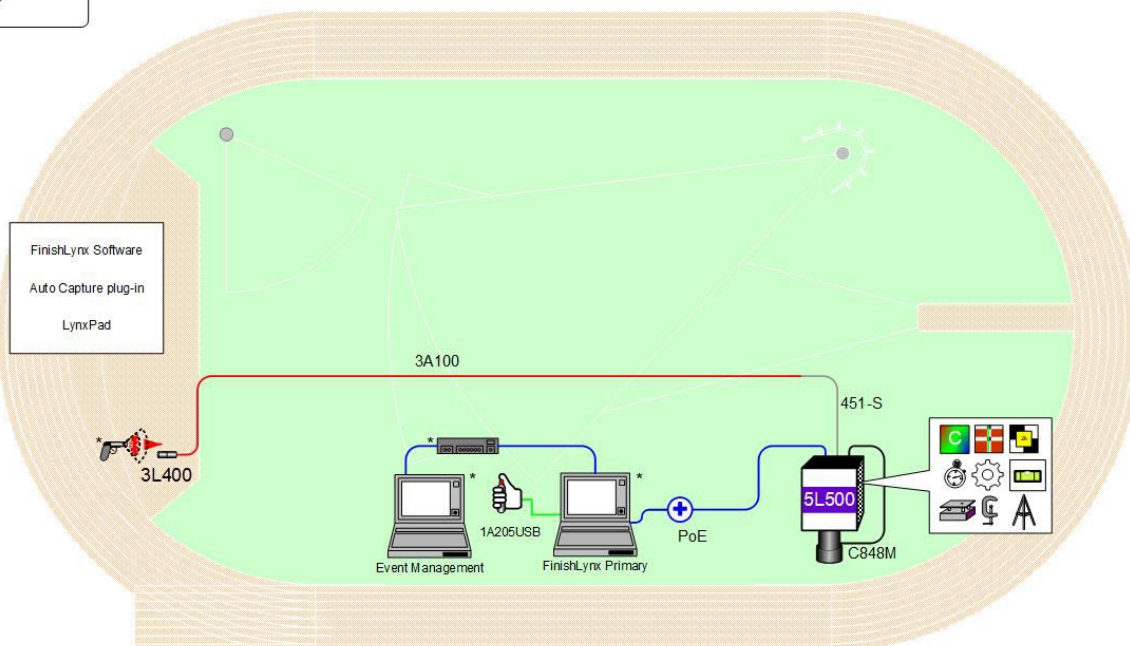 FinishLynx Software
Auto Capture plug-in
LynxPad
3A100
451-S
*
3L400
*
*
*
1A205USB
PoE
5L500
C
C848M
Event Management
FinishLynx Primary